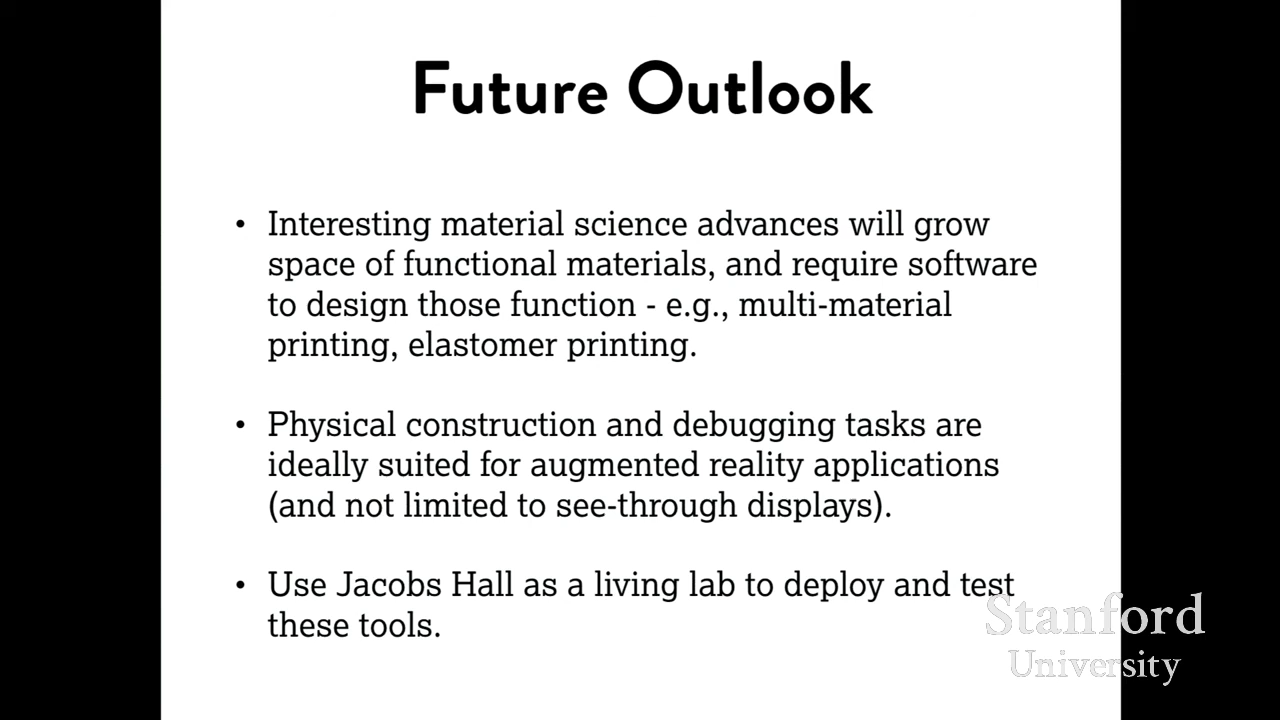 Future Outlook
• Interesting material science advances will grow
space of functional materials, and require software
to design those function - e.g., multi-material
printing, elastomer printing.
• Physical construction and debugging tasks are
ideally suited for augmented reality applications
(and not limited to see-through displays).
• Use Jacobs Hall as a living lab to deploy and test
these tools.
Stanford
University